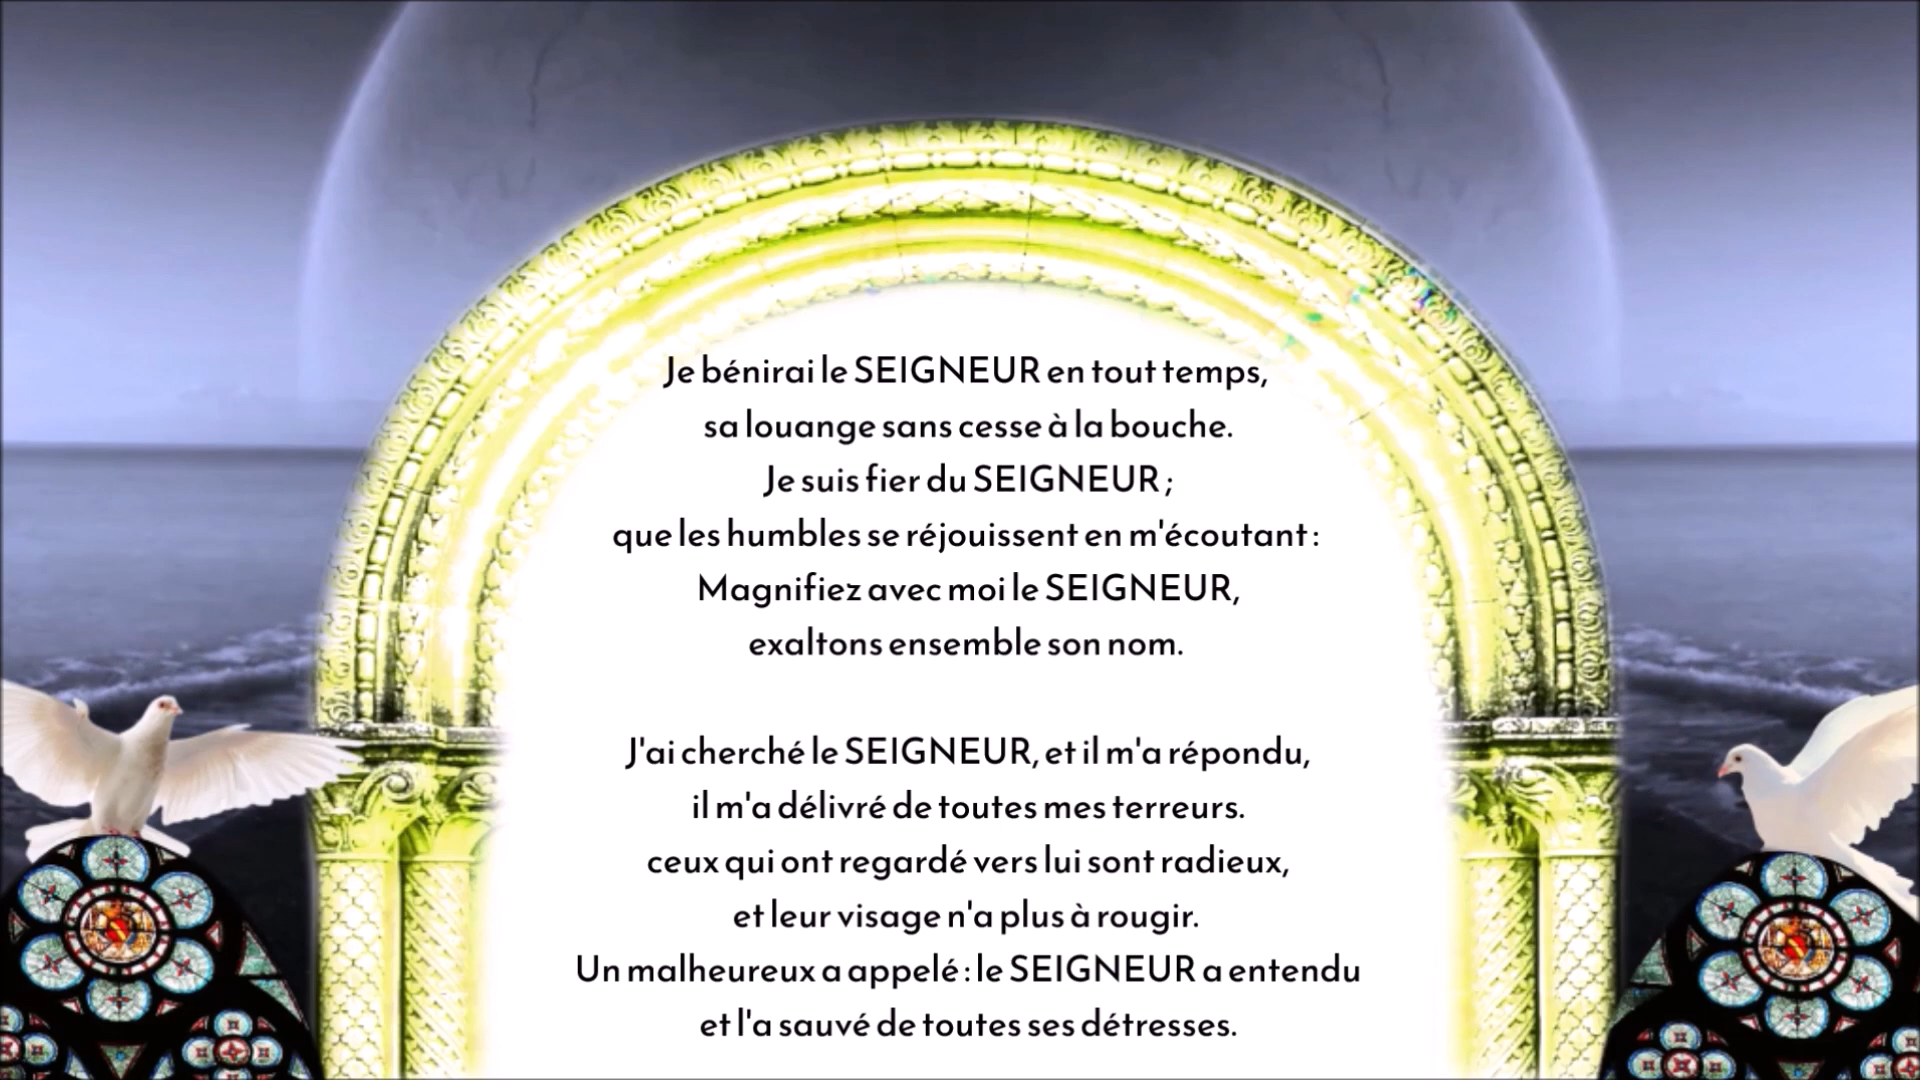 Je bénirai le SEIGNEUR en tout temps,
sa louange sans cesse à la bouche.
Je suis fier du SEIGNEUR ;
que les humbles se réjouissent en m'écoutant :
Magnifiez avec moi le SEIGNEUR,
exaltons ensemble son nom.
J'ai cherché le SEIGNEUR, et il m'a répondu,
il m'a délivré de toutes mes terreurs.
ceux qui ont regardé vers lui sont radieux,
et leur visage n'a plus à rougir.
Un malheureux a appelé : le SEIGNEUR a entendu
et l'a sauvé de toutes ses détresses.